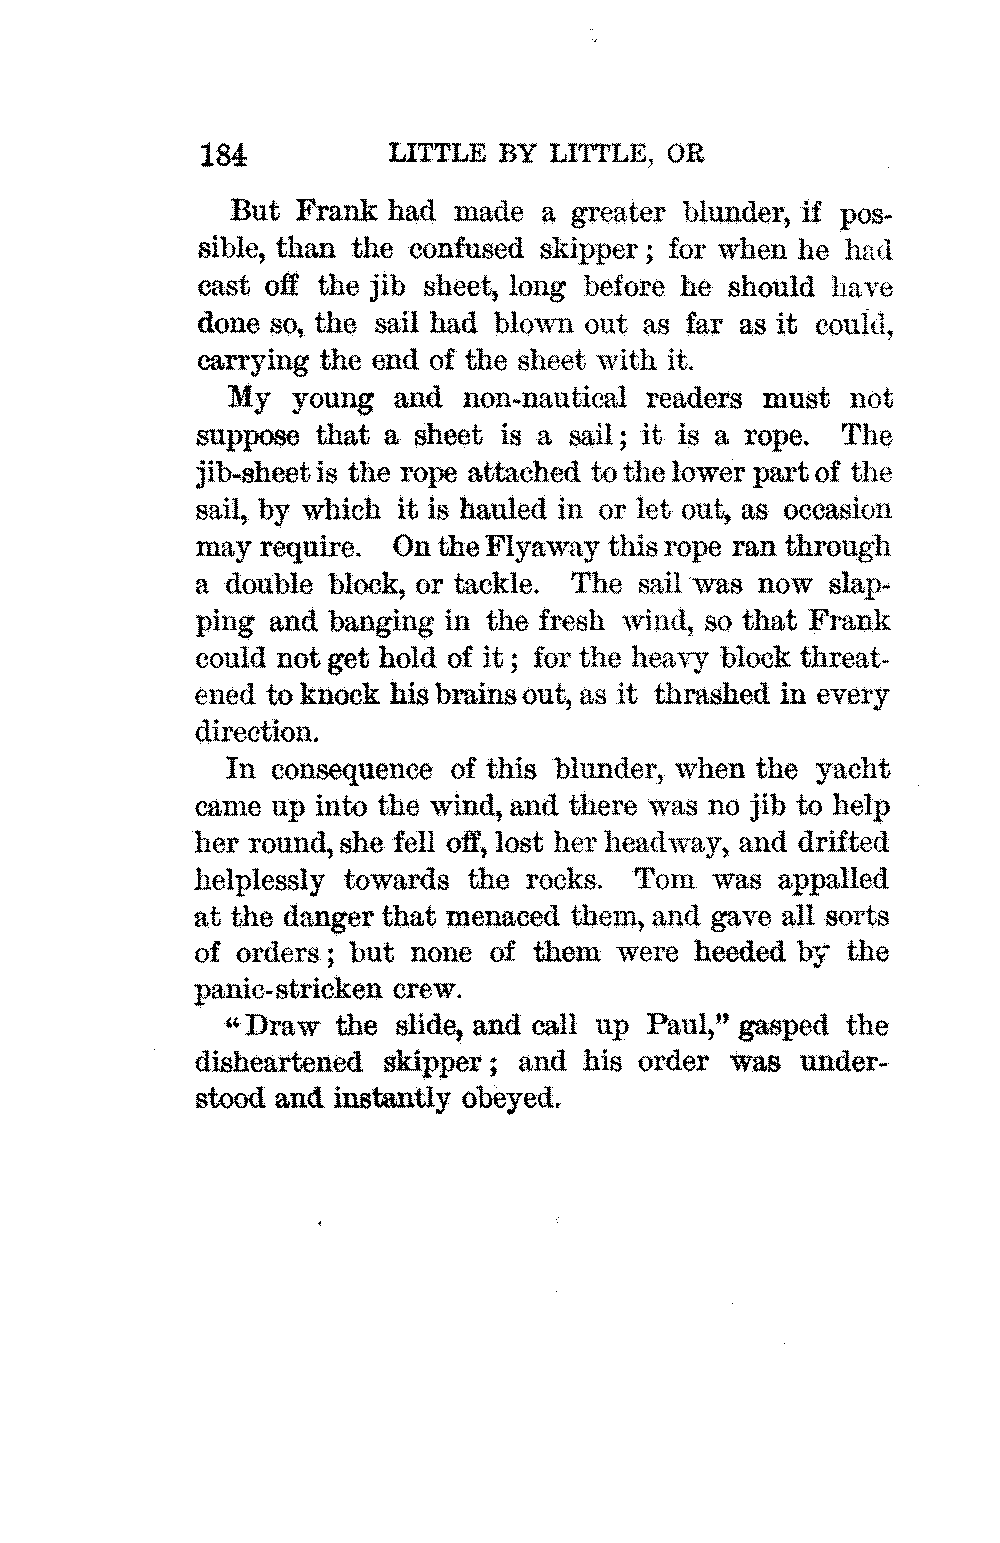 184 LITTLE BY LITTLE, OR
But Frank had made a greater blunder, if pos-
sible, than the confused skipper; for when he had
cast off the jib sheet, long before he should have
done so, the sail had blown out as far as it could,
carrying the end of the sheet with it.
My young and non-nautical readers must not
suppose that a sheet is a sail; it is a rope. The
jib-sheet is the rope attached to the lower part of the
sail, by which it is hauled in or let out, as occasion
may require. On the Flyaway this rope ran through
a double block, or tackle. The sail was now slap-
ping and banging in the fresh wind, so that Frank
could not get hold of it; for the heavy block threat-
ened to knock his brains out, as it thrashed in every
direction.
In consequence of this blunder, when the yacht
came up into the wind, and there was no jib to help
her round, she fell off, lost her headway, and drifted
helplessly towards the rocks. Tom was appalled
at the danger that menaced them, and gave all sorts
of orders; but none of them were heeded by the
panic-stricken crew.
"Draw the slide, and call up Paul," gasped the
disheartened skipper; and his order was under-
stood and instantly obeyed.